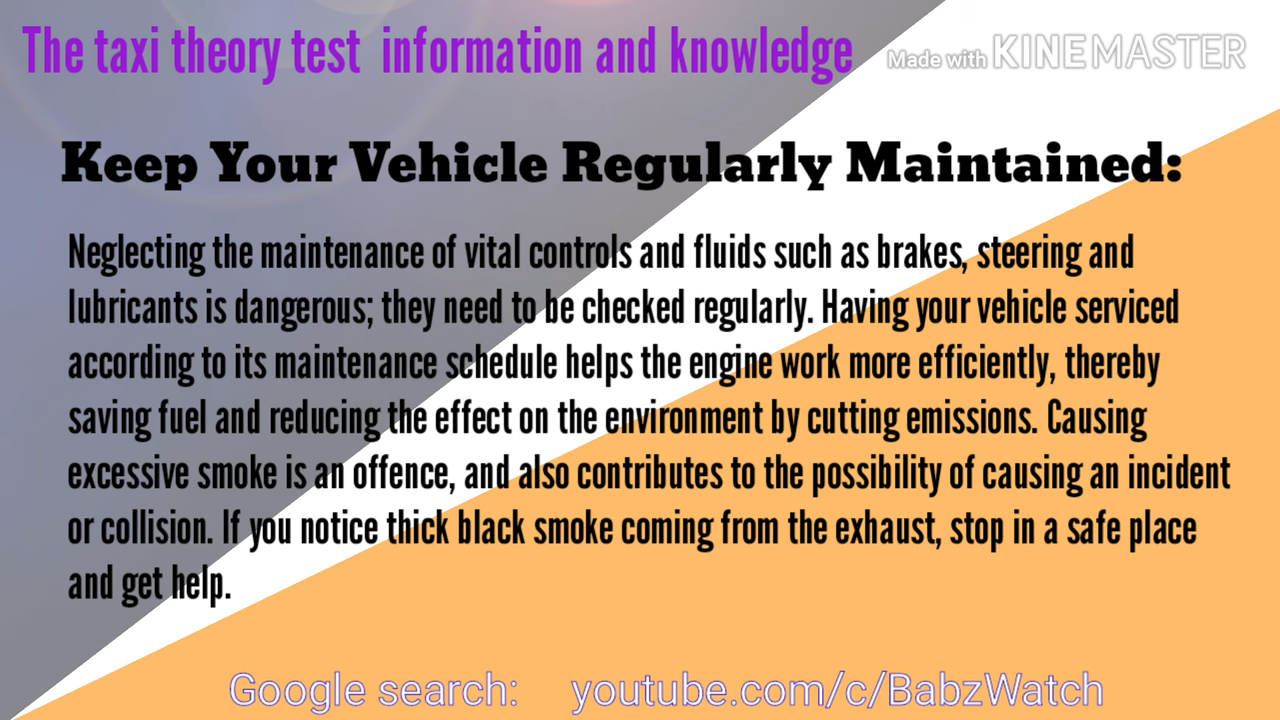 The taxi theory test information and knowledge
Made with KINEMASTER
Keep Your Vehicle Regularly Maintained:
Neglecting the maintenance of vital controls and fluids such as brakes, steering and
lubricants is dangerous; they need to be checked regularly. Having your vehicle serviced
according to its maintenance schedule helps the engine work more efficiently, thereby
saving fuel and reducing the effect on the environment by cutting emissions. Causing
excessive smoke is an offence, and also contributes to the possibility of causing an incident
or collision. If you notice thick black smoke coming from the exhaust, stop in a safe place
and get help.
Google search: youtube.com/c/BabzWatch